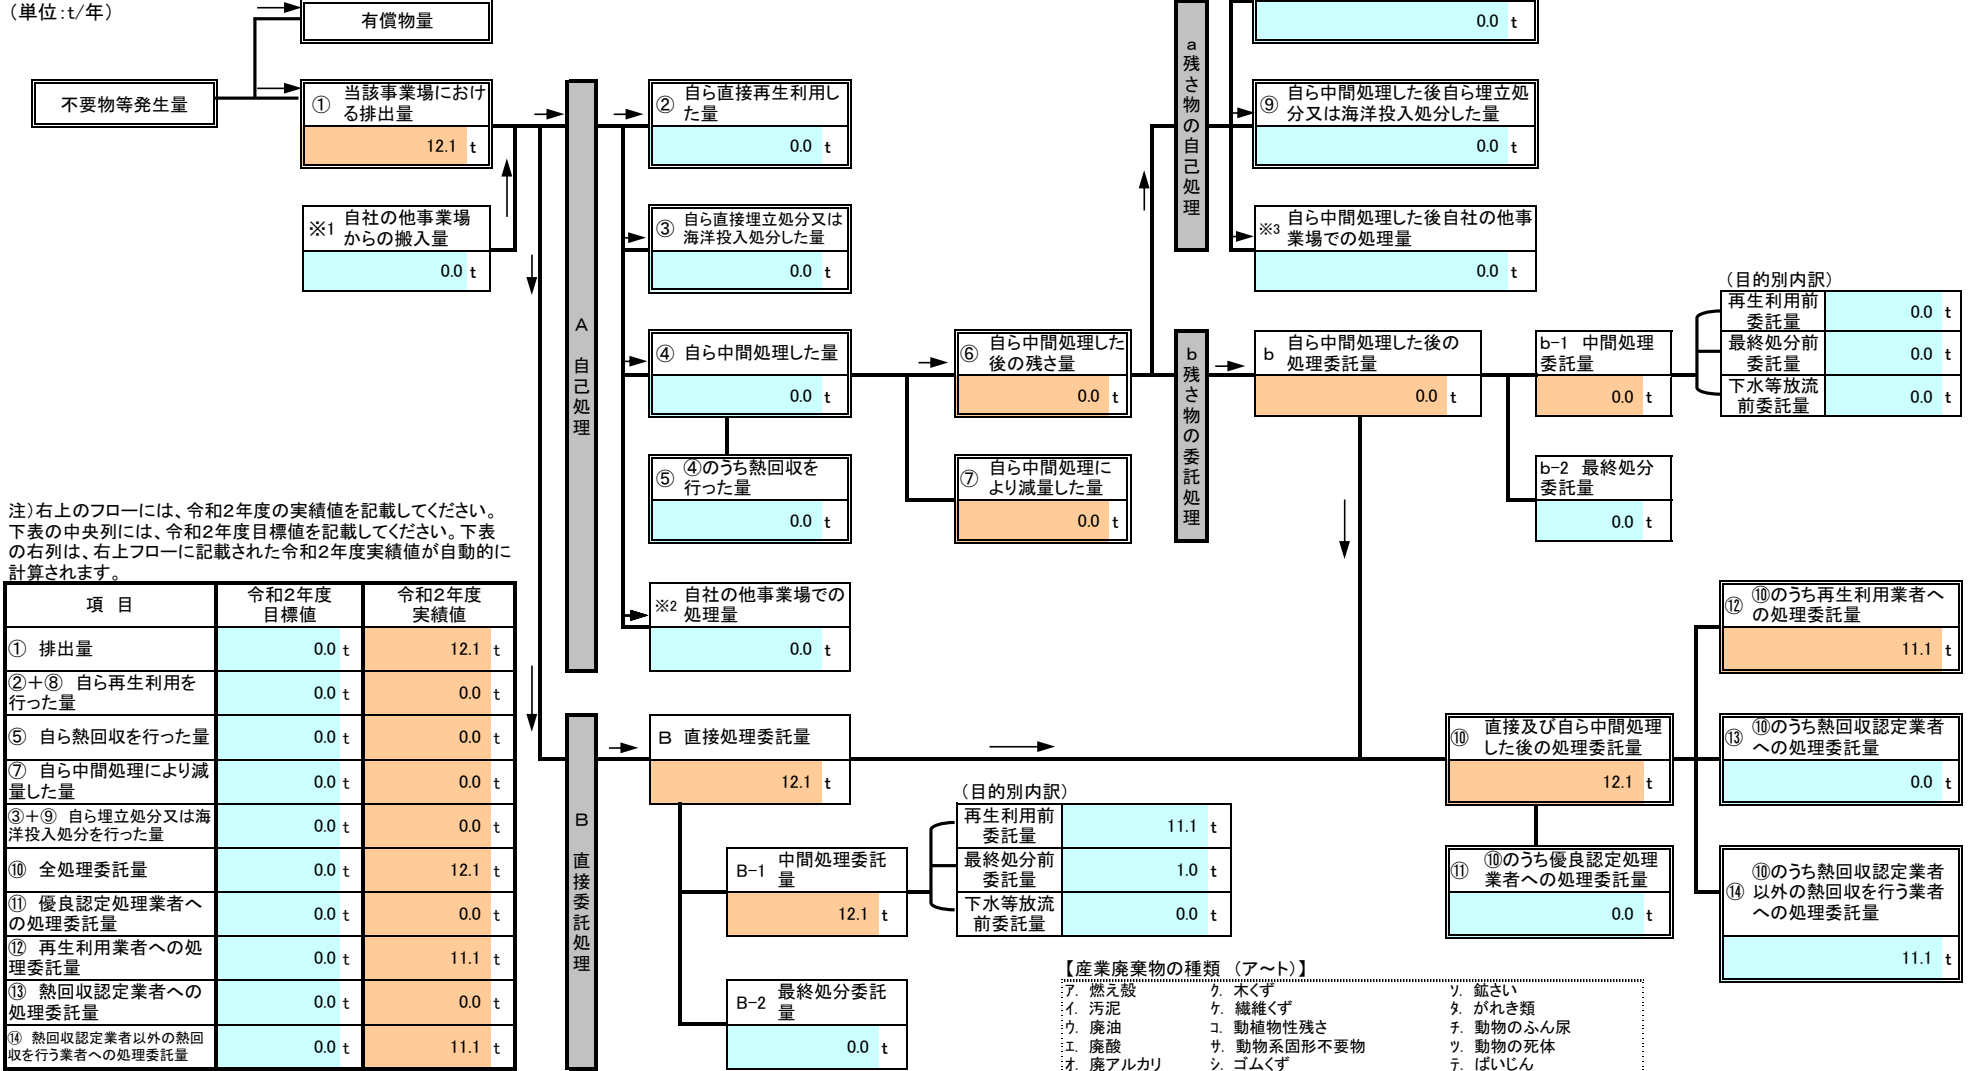 (単位:t/年)
有償物量
不要物等発生量
① 当該事業場におけ
る排出量
12.1 t
※1 自社の他事業場
からの搬入量
0.0 t
A 自己処理
② 自ら直接再生利用し
た量
0.0 t
③ 自ら直接埋立処分又は
海洋投入処分した量
0.0 t
④ 自ら中間処理した量
0.0 t
⑤ ④のうち熱回収を
行った量
0.0 t
※2 自社の他事業場での
処理量
0.0 t
⑥ 自ら中間処理した
後の残さ量
0.0 t
⑦ 自ら中間処理に
より減量した量
0.0 t
a 残さ物の自己処理
0.0 t
⑨ 自ら中間処理した後自ら埋立処
分又は海洋投入処分した量
0.0 t
※3 自ら中間処理した後自社の他事
業場での処理量
0.0 t
b 残さ物の委託処理
b 自ら中間処理した後の
処理委託量
0.0 t
b-1 中間処理
委託量
0.0 t
b-2 最終処分
委託量
0.0 t
(目的別内訳)
再生利用前
委託量 0.0 t
最終処分前
委託量 0.0 t
下水等放流
前委託量 0.0 t
注)右上のフローには、令和2年度の実績値を記載してください。
下表の中央列には、令和2年度目標値を記載してください。下表
の右列は、右上フローに記載された令和2年度実績値が自動的に
計算されます。
項 目 令和2年度
目標値 令和2年度
実績値
① 排出量 0.0 t 12.1 t
②+⑧ 自ら再生利用を
行った量 0.0 t 0.0 t
⑤ 自ら熱回収を行った量 0.0 t 0.0 t
⑦ 自ら中間処理により減
量した量 0.0 t 0.0 t
③+⑨ 自ら埋立処分又は海
洋投入処分を行った量 0.0 t 0.0 t
⑩ 全処理委託量 0.0 t 12.1 t
⑪ 優良認定処理業者へ
の処理委託量 0.0 t 0.0 t
⑫ 再生利用業者への処
理委託量 0.0 t 11.1 t
⑬ 熱回収認定業者への
処理委託量 0.0 t 0.0 t
⑭ 熱回収認定業者以外の熱回
収を行う業者への処理委託量 0.0 t 11.1 t
B 直接委託処理
B 直接処理委託量
12.1 t
B-1 中間処理委託
量
12.1 t
B-2 最終処分委託
量
0.0 t
(目的別内訳)
再生利用前
委託量 11.1 t
最終処分前
委託量 1.0 t
下水等放流
前委託量 0.0 t
⑩ 直接及び自ら中間処理
した後の処理委託量
12.1 t
⑪ ⑩のうち優良認定処理
業者への処理委託量
0.0 t
⑫ ⑩のうち再生利用業者へ
の処理委託量
11.1 t
⑬ ⑩のうち熱回収認定業者
への処理委託量
0.0 t
⑭ ⑩のうち熱回収認定業者
以外の熱回収を行う業者
への処理委託量
11.1 t
【産業廃棄物の種類 (ア~ト)】
ア. 燃え殻 ク. 木くず ソ. 鉱さい
イ. 汚泥 ケ. 繊維くず タ. がれき類
ウ. 廃油 コ. 動植物性残さ チ. 動物のふん尿
エ. 廃酸 サ. 動物系固形不要物 ツ. 動物の死体
オ. 廃アルカリ シ. ゴムくず テ. ばいじん